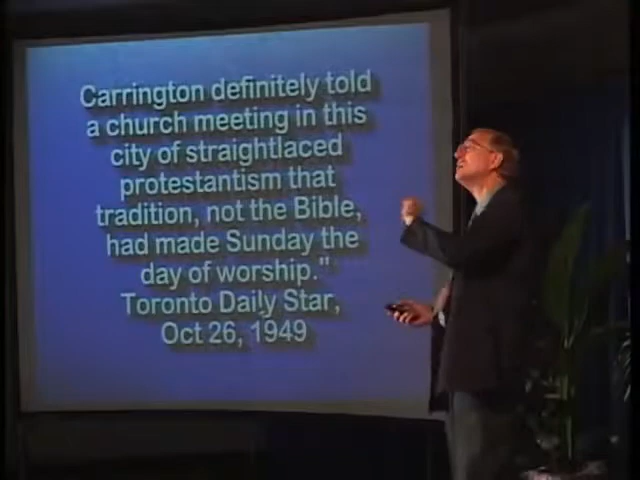 Carrington definitely told
a church meeting in this
city of straightlaced
protestantism that
tradition, not the Bible,
had made Sunday the
day of worship."
Toronto Daily Star,
Oct 26, 1949